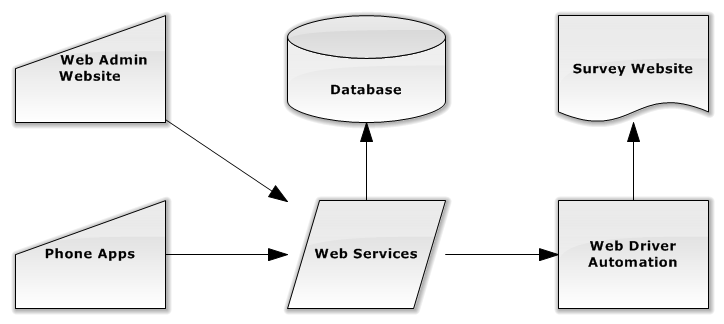 Web Admin
Website
Database
Survey Website
Phone Apps
Web Services
Web Driver
Automation